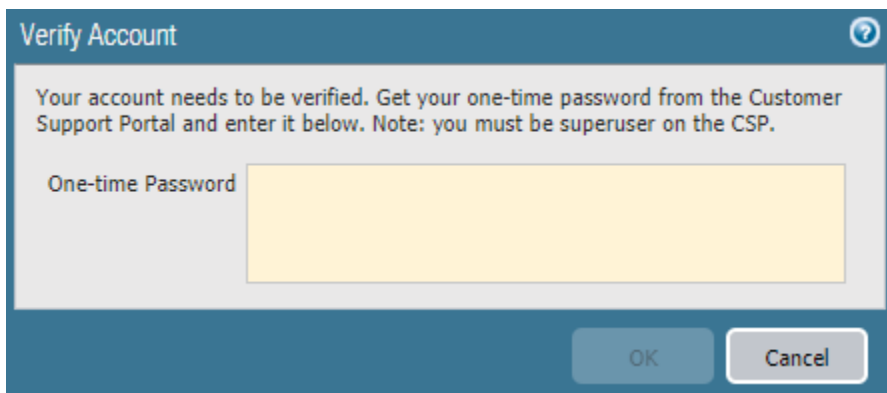 Verify Account
Your account needs to be verified. Get your one-time password from the Customer
Support Portal and enter it below. Note: you must be superuser on the CSP.
One-time Password
OK
Cancel